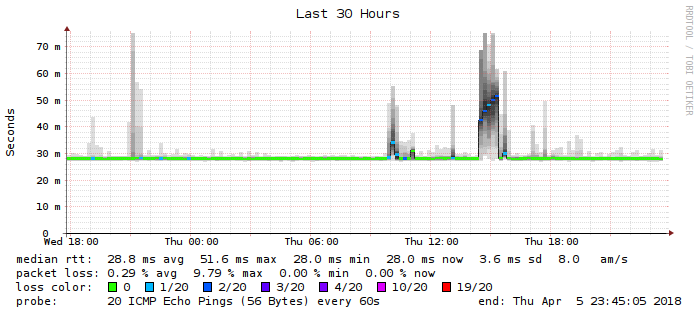 Last 30 Hours
RRDTOOL / TOBI OETIKER
Seconds
70 m
60 m
50 m
40 m
30 m
20 m
10 m
0
Wed 18:00 Thu 00:00 Thu 06:00 Thu 12:00 Thu 18:00
median rtt: 28.8 ms avg 51.6 ms max 28.0 ms min 28.0 ms now 3.6 ms sd 8.0 am/s
packet loss: 0.29 % avg 9.79 % max 0.00 % min 0.00 % now
loss color: 0 1/20 2/20 3/20 4/20 10/20 19/20
probe: 20 ICMP Echo Pings (56 Bytes) every 60s end: Thu Apr 5 23:45:05 2018